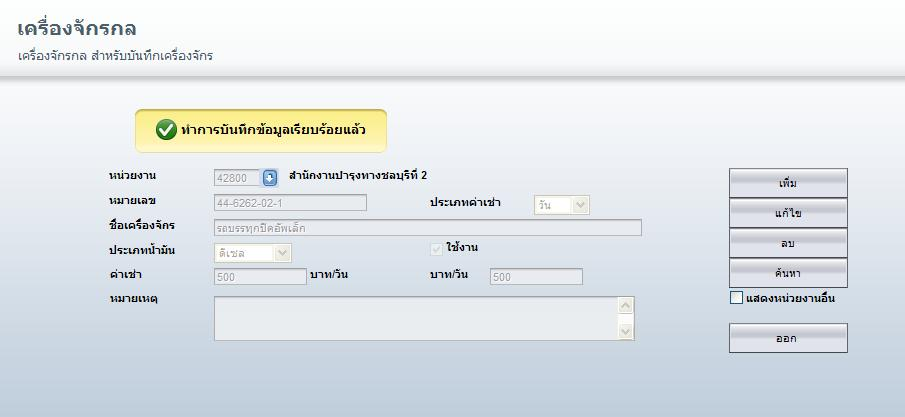 เครื่องจักรกล
เครื่องจักรกล สำหรับบันทึกเครื่องจักร
ทำการบันทึกข้อมูลเรียบร้อยแล้ว
หน่วยงาน 42800 สำนักงานบำรุงทางชลบุรีที่ 2
หมายเลข 44-6262-02-1 ประเภทค่าเช่า วัน
ชื่อเครื่องจักร รถบรรทุกปิคอัพเล็ก
ประเภทน้ำมัน ดีเซล ใช้งาน
ค่าเช่า 500 บาท/วัน บาท/วัน 500
หมายเหตุ
เพิ่ม
แก้ไข
ลบ
ค้นหา
แสดงหน่วยงานอื่น
ออก